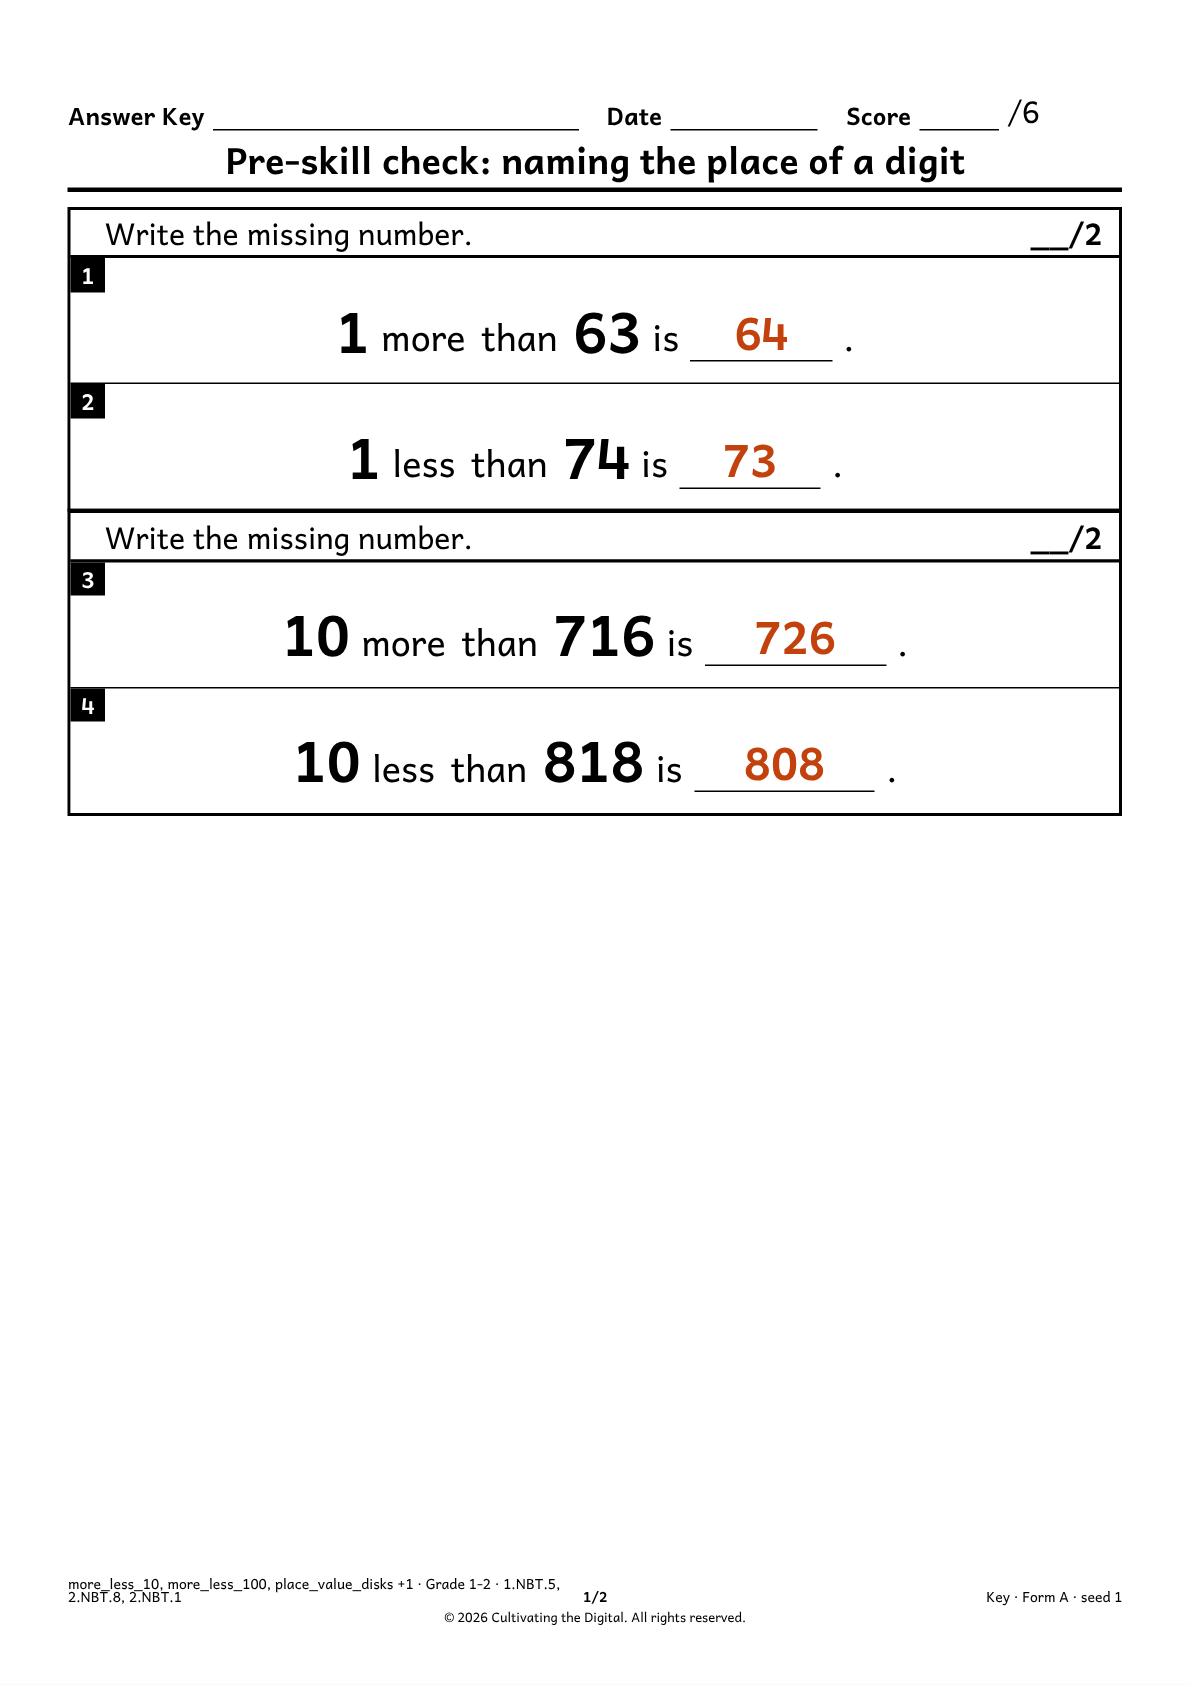 Answer Key ____________ Date ________ Score _____ /6
Pre-skill check: naming the place of a digit
Write the missing number. __/2
1
1 more than 63 is 64 .
2
1 less than 74 is 73 .
Write the missing number. __/2
3
10 more than 716 is 726 .
4
10 less than 818 is 808 .
more_less_10, more_less_100, place_value_disks +1 · Grade 1-2 · 1.NBT.5,
2.NBT.8, 2.NBT.1 1/2 Key · Form A · seed 1
© 2026 Cultivating the Digital. All rights reserved.